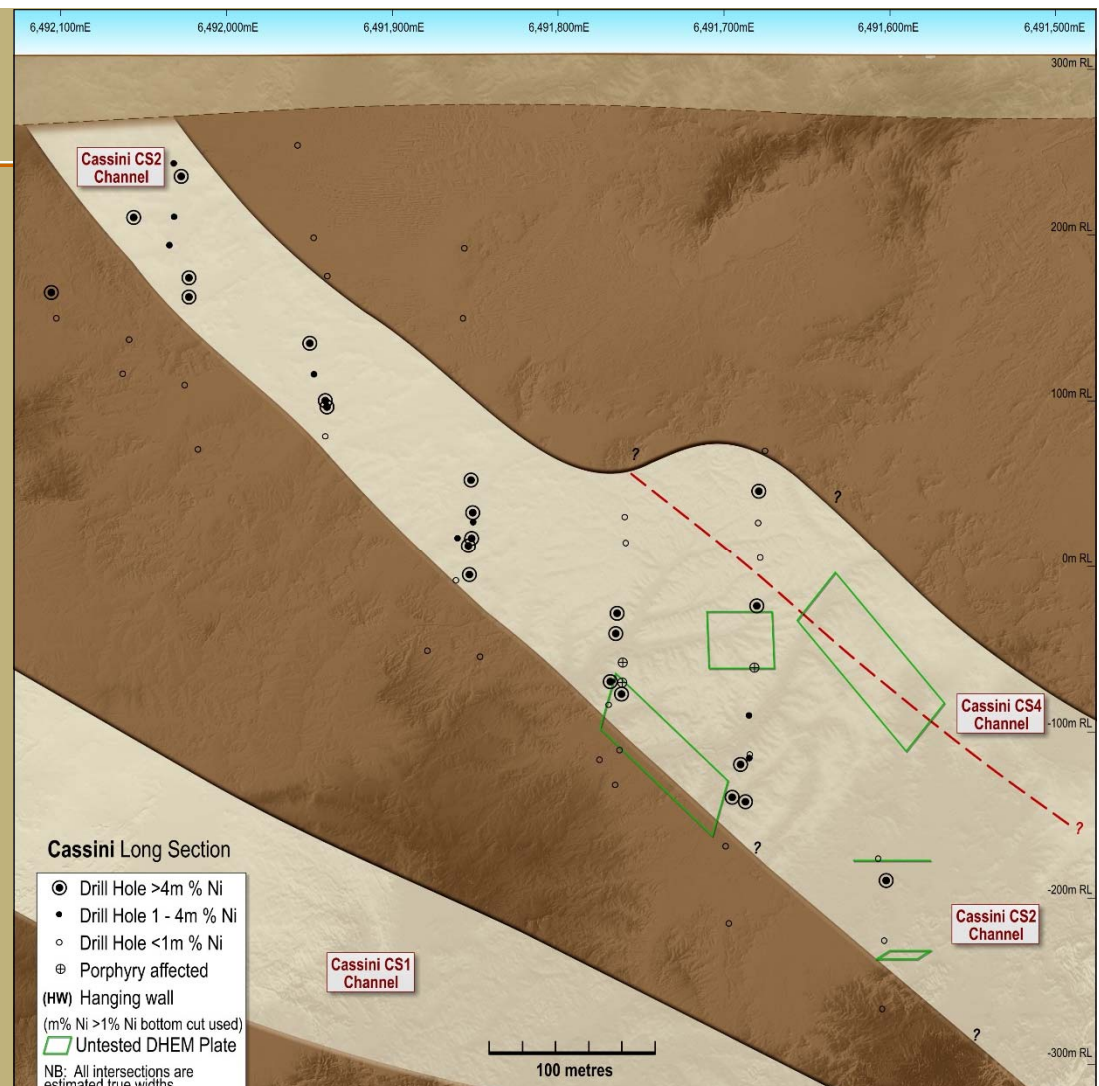 6,492,100mE 6,492,000mE 6,491,900mE 6,491,800mE 6,491,700mE 6,491,600mE 6,491,500mE
300m RL
Cassini CS2
Channel
200m RL
100m RL
?
?
0m RL
Cassini CS4
Channel
-100m RL
?
?
-200m RL
Cassini CS2
Channel
?
-300m RL
Cassini CS1
Channel
100 metres
Cassini Long Section
Drill Hole >4m % Ni
Drill Hole 1 - 4m % Ni
Drill Hole <1m % Ni
Porphyry affected
(HW) Hanging wall
(m% Ni >1% Ni bottom cut used)
Untested DHEM Plate
NB: All intersections are
estimated true widths